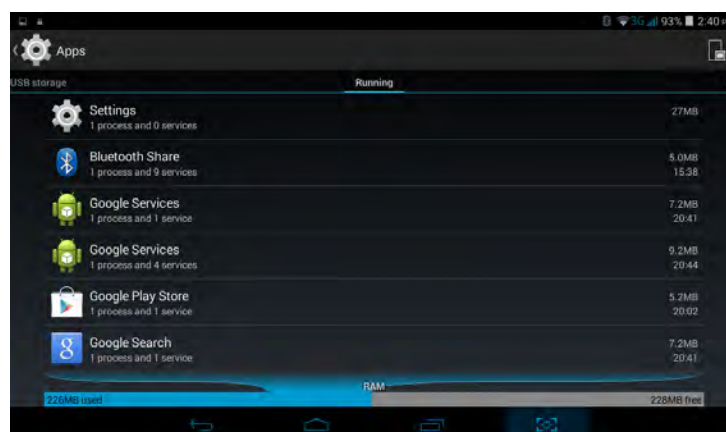 3G 93% 2:40 P
Apps
USB storage Running
Settings 27MB
1 process and 0 services
Bluetooth Share 5.0MB
1 process and 9 services 15:38
Google Services 7.2MB
1 process and 1 service 20:41
Google Services 9.2MB
1 process and 4 services 20:44
Google Play Store 5.2MB
1 process and 1 service 20:02
8 Google Search 7.2MB
1 process and 1 service 20:41
RAM
226MB used 228MB free